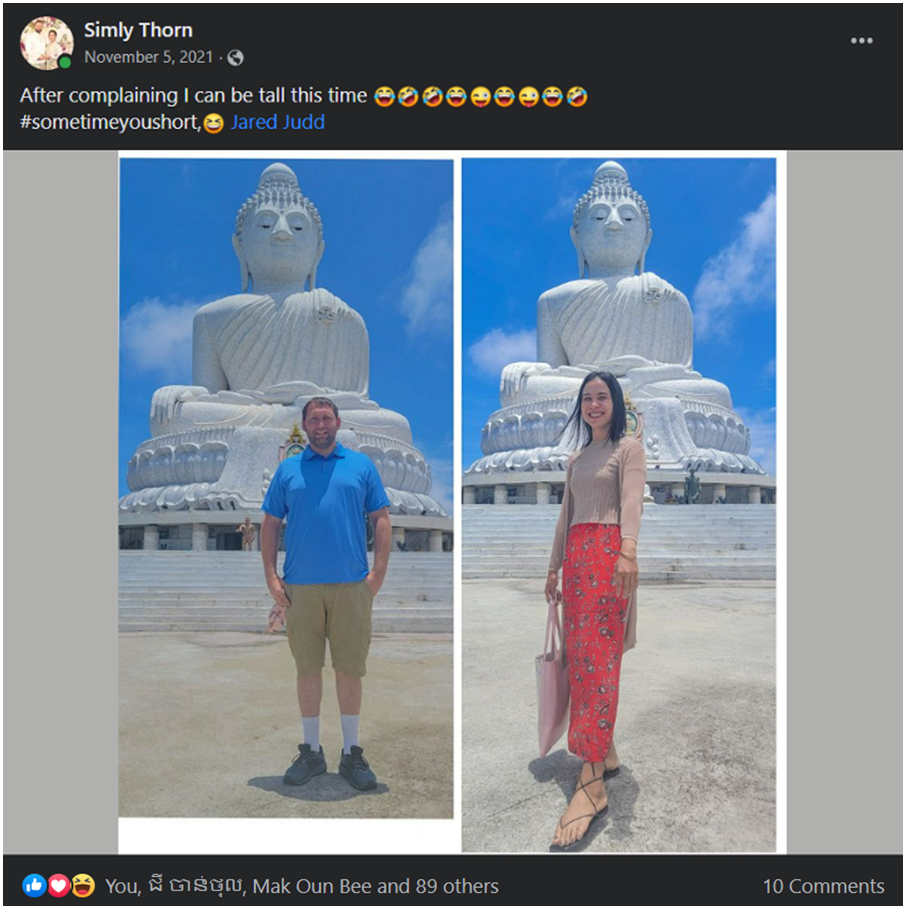 Simly Thorn
November 5, 2021 ·
After complaining I can be tall this time 😂🤣🤣😂😜😂😜😂🤣
#sometimeyoushort,😆 Jared Judd
You, ជី ចាន់ថុល, Mak Oun Bee and 89 others
10 Comments